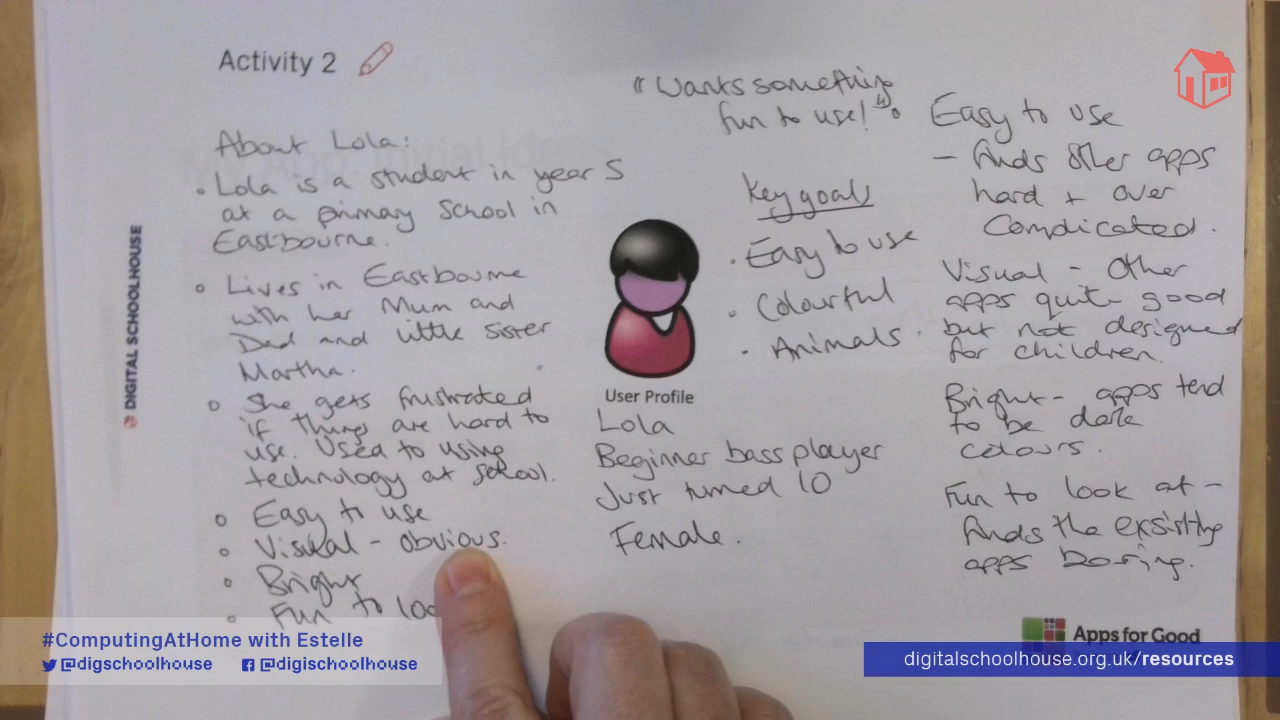 Activity 2
"Wants something
fun to use!"
About Lola:
Lola is a student in year 5
at a primary School in
Eastbourne.
Lives in Eastbourne
with her Mum and
Dad and little sister
Martha.
She gets frustrated
if things are hard to
use. Used to using
technology at school.
Easy to use
Visual - obvious.
Bright
Fun to loo
Key goals
Easy to use
Colourful
Animals
User Profile
Lola
Beginner bass player
Just turned 10
Female.
Easy to use
- finds other apps
hard + over
Complicated.
Visual - Other
apps quite good
but not designed
for children.
Bright - apps tend
to be dark
colours.
Fun to look at -
finds the exsisting
apps boring.
DIGITAL SCHOOLHOUSE
Apps for Good
#ComputingAtHome with Estelle
@digschoolhouse @digischoolhouse
digitalschoolhouse.org.uk/resources